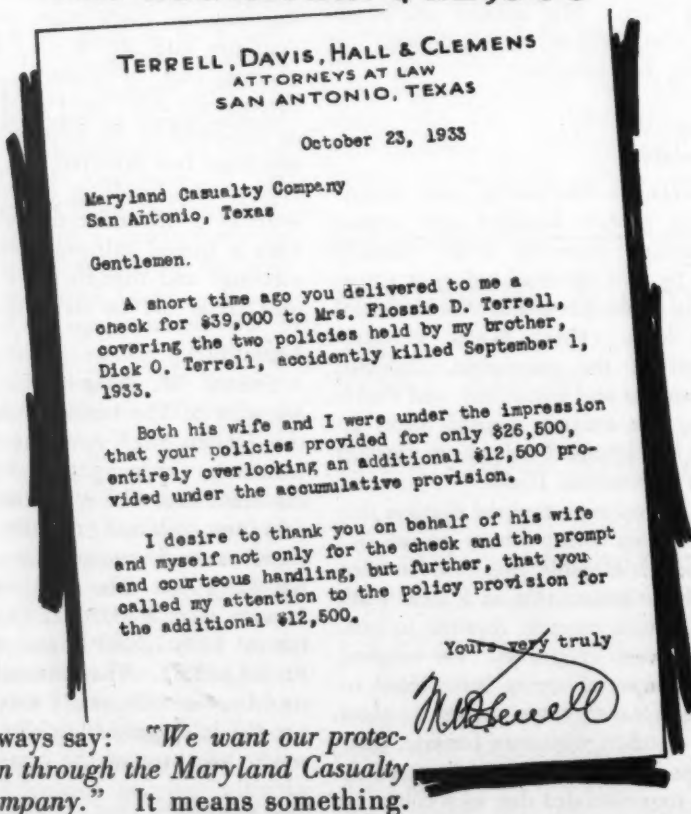 TERRELL, DAVIS, HALL & CLEMENS
ATTORNEYS AT LAW
SAN ANTONIO, TEXAS
October 23, 1933
Maryland Casualty Company
San Antonio, Texas
Gentlemen.
A short time ago you delivered to me a
check for $39,000 to Mrs. Flossie D. Terrell,
covering the two policies held by my brother,
Dick O. Terrell, accidently killed September 1,
1933.
Both his wife and I were under the impression
that your policies provided for only $26,500,
entirely overlooking an additional $12,500 pro-
vided under the accumulative provision.
I desire to thank you on behalf of his wife
and myself not only for the check and the prompt
and courteous handling, but further, that you
called my attention to the policy provision for
the additional $12,500.
Yours very truly
ways say: "We want our protec-
n through the Maryland Casualty
mpany." It means something.